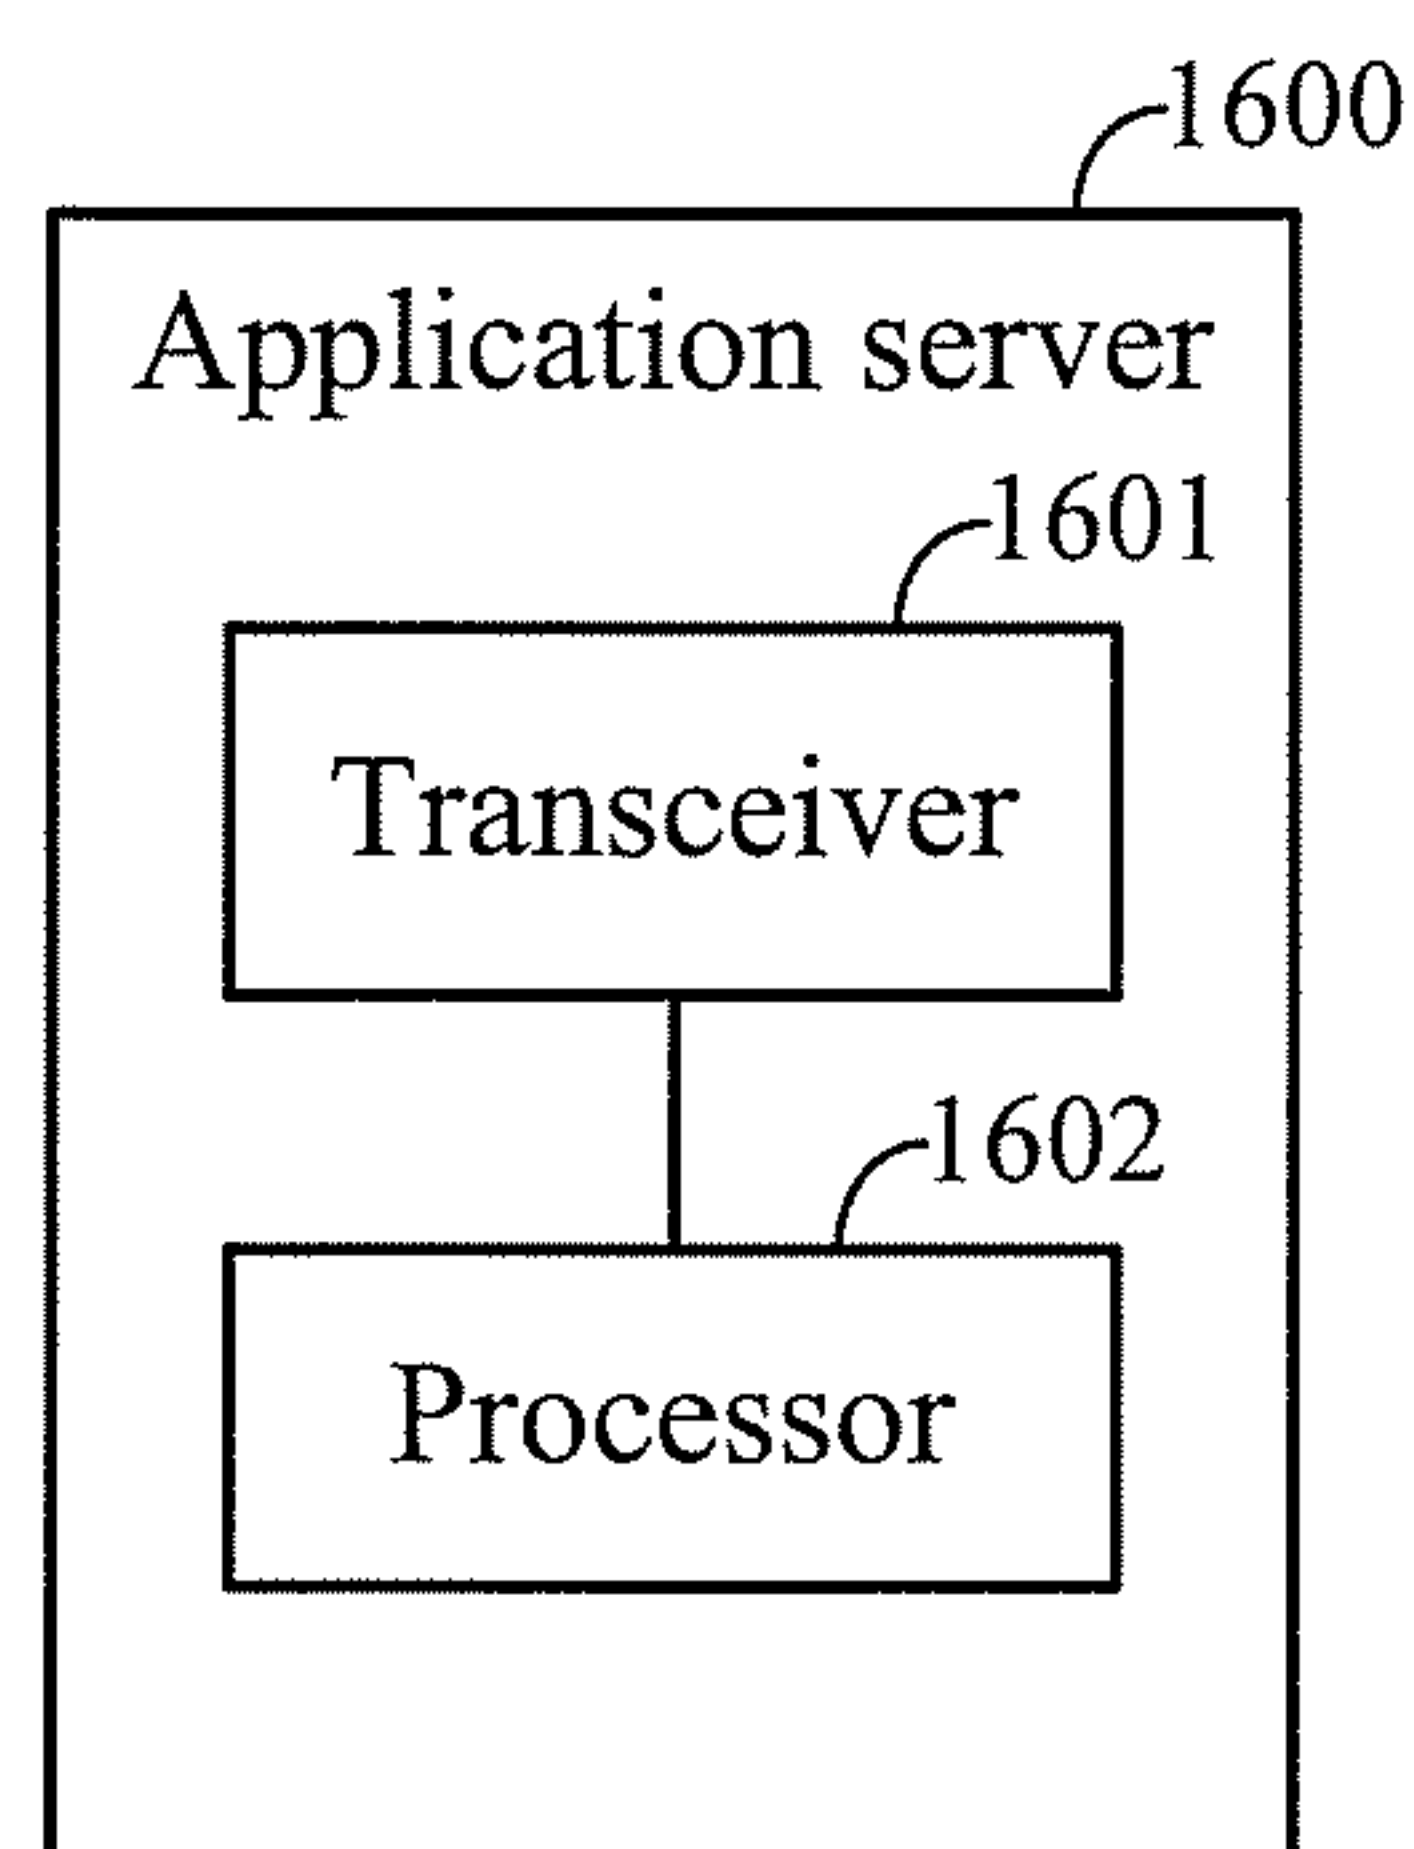 1600
Application server
1601
Transceiver
1602
Processor